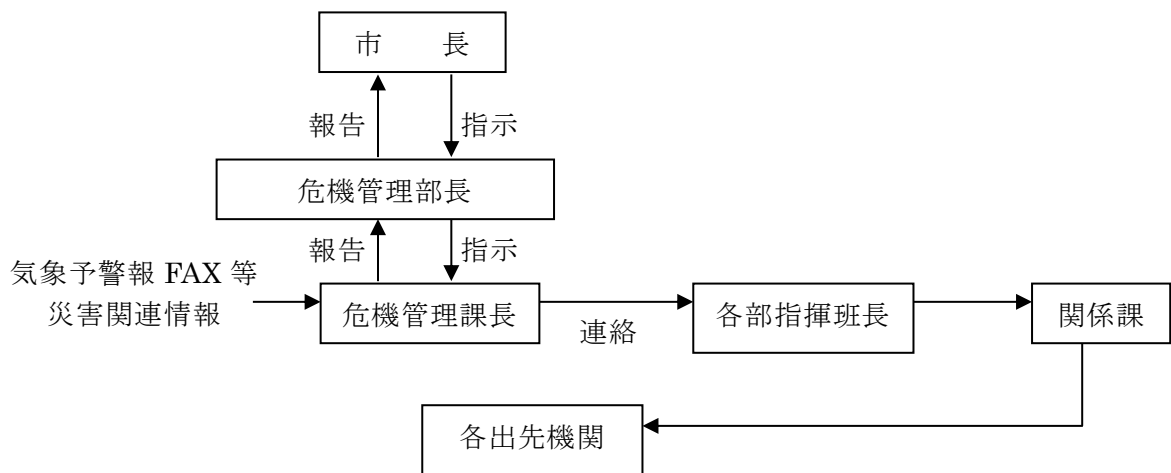 市　　長
報告 指示
危機管理部長
報告 指示
気象予警報 FAX 等
災害関連情報
危機管理課長
連絡
各部指揮班長
関係課
各出先機関